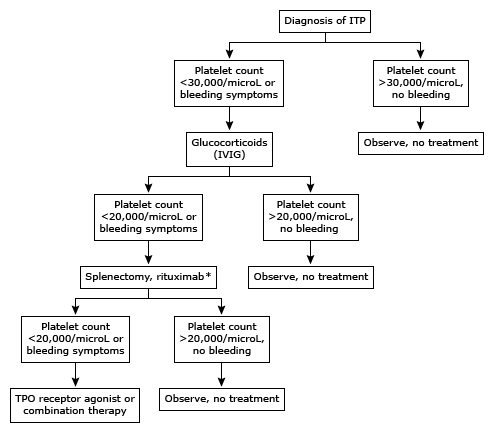 Diagnosis of ITP
Platelet count
<30,000/microL or
bleeding symptoms
Platelet count
>30,000/microL,
no bleeding
Glucocorticoids
(IVIG)
Observe, no treatment
Platelet count
<20,000/microL or
bleeding symptoms
Platelet count
>20,000/microL,
no bleeding
Splenectomy, rituximab*
Observe, no treatment
Platelet count
<20,000/microL or
bleeding symptoms
Platelet count
>20,000/microL,
no bleeding
TPO receptor agonist or
combination therapy
Observe, no treatment